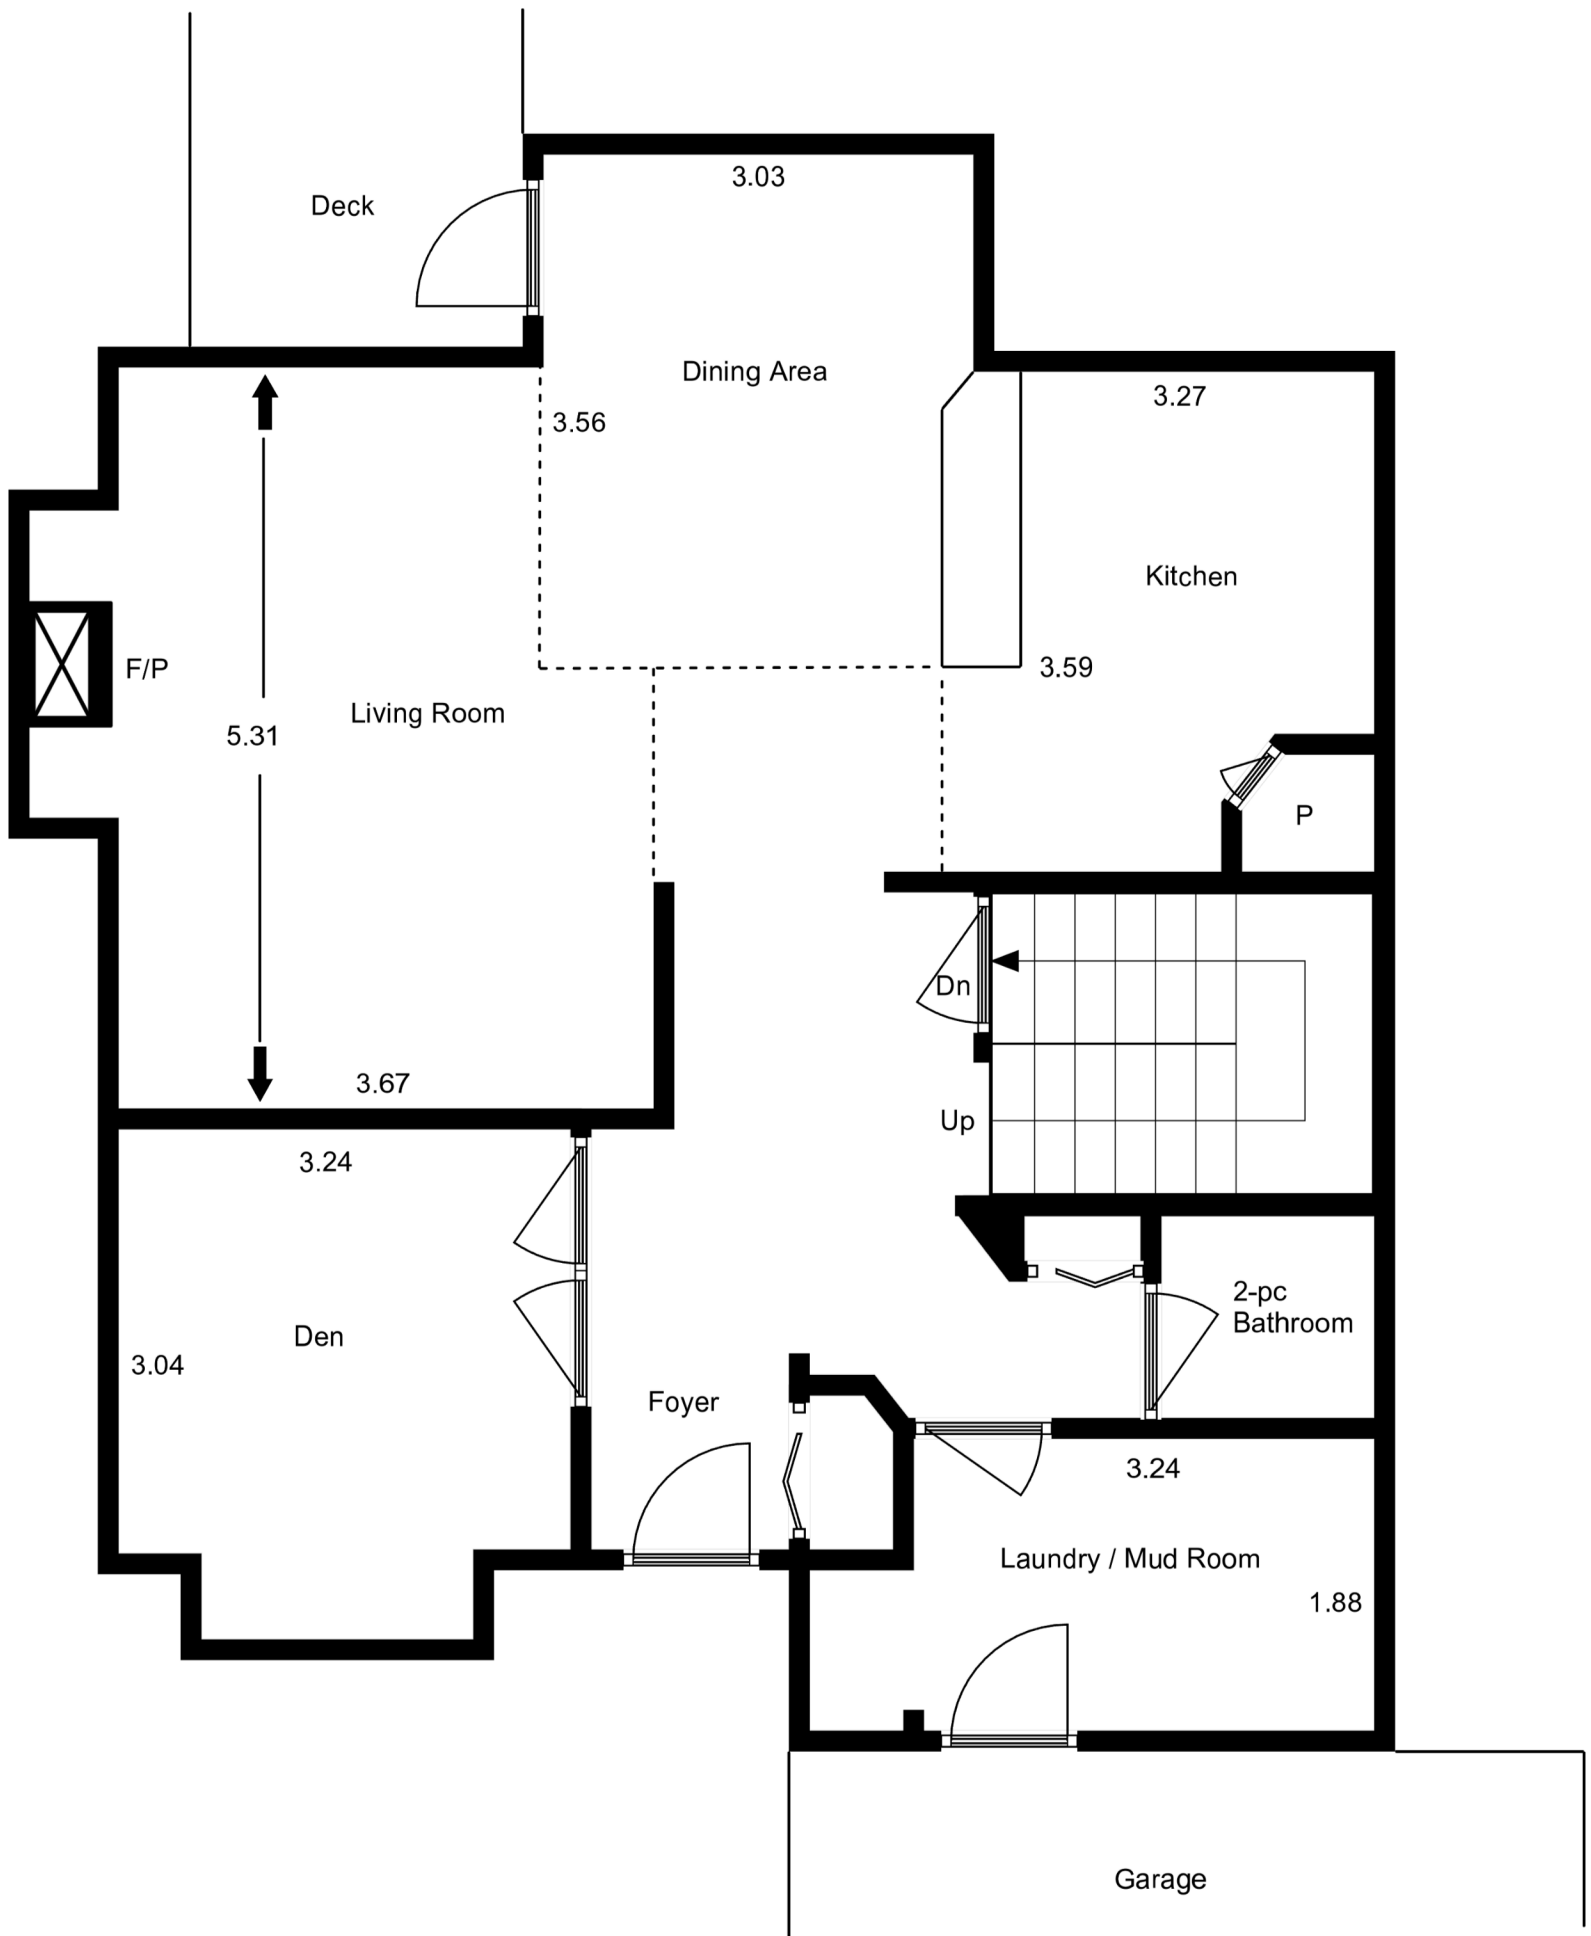 3.03
Deck
Dining Area
3.27
3.56
Kitchen
F/P
3.59
Living Room
5.31
P
Dn
3.67
Up
3.24
2-pc
Bathroom
Den
3.04
Foyer
3.24
Laundry / Mud Room
1.88
Garage